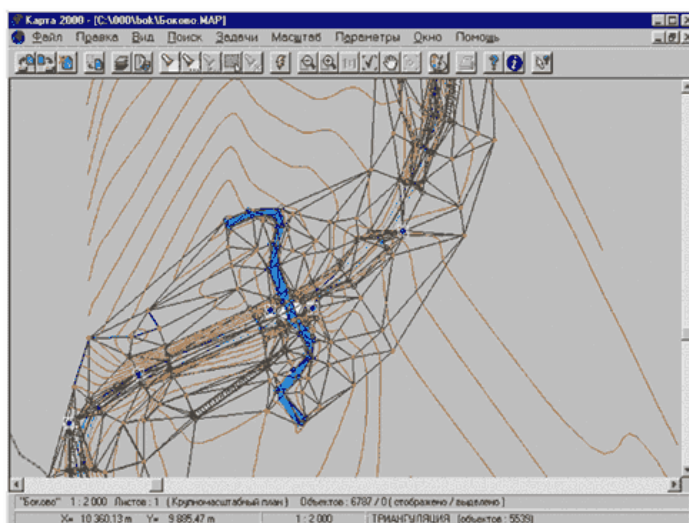 Карта 2000 - [C:\000\bok\Боково.MAP]
Файл Правка Вид Поиск Задачи Масштаб Параметры Окно Помощь
"Боково" 1 : 2 000 Листов : 1 ( Крупномасштабный план ) Объектов : 6787 / 0 ( отображено / выделено )
X= 10 360.13 m Y= 9 885.47 m 1 : 2 000 ТРИАНГУЛЯЦИЯ (объектов : 5539)